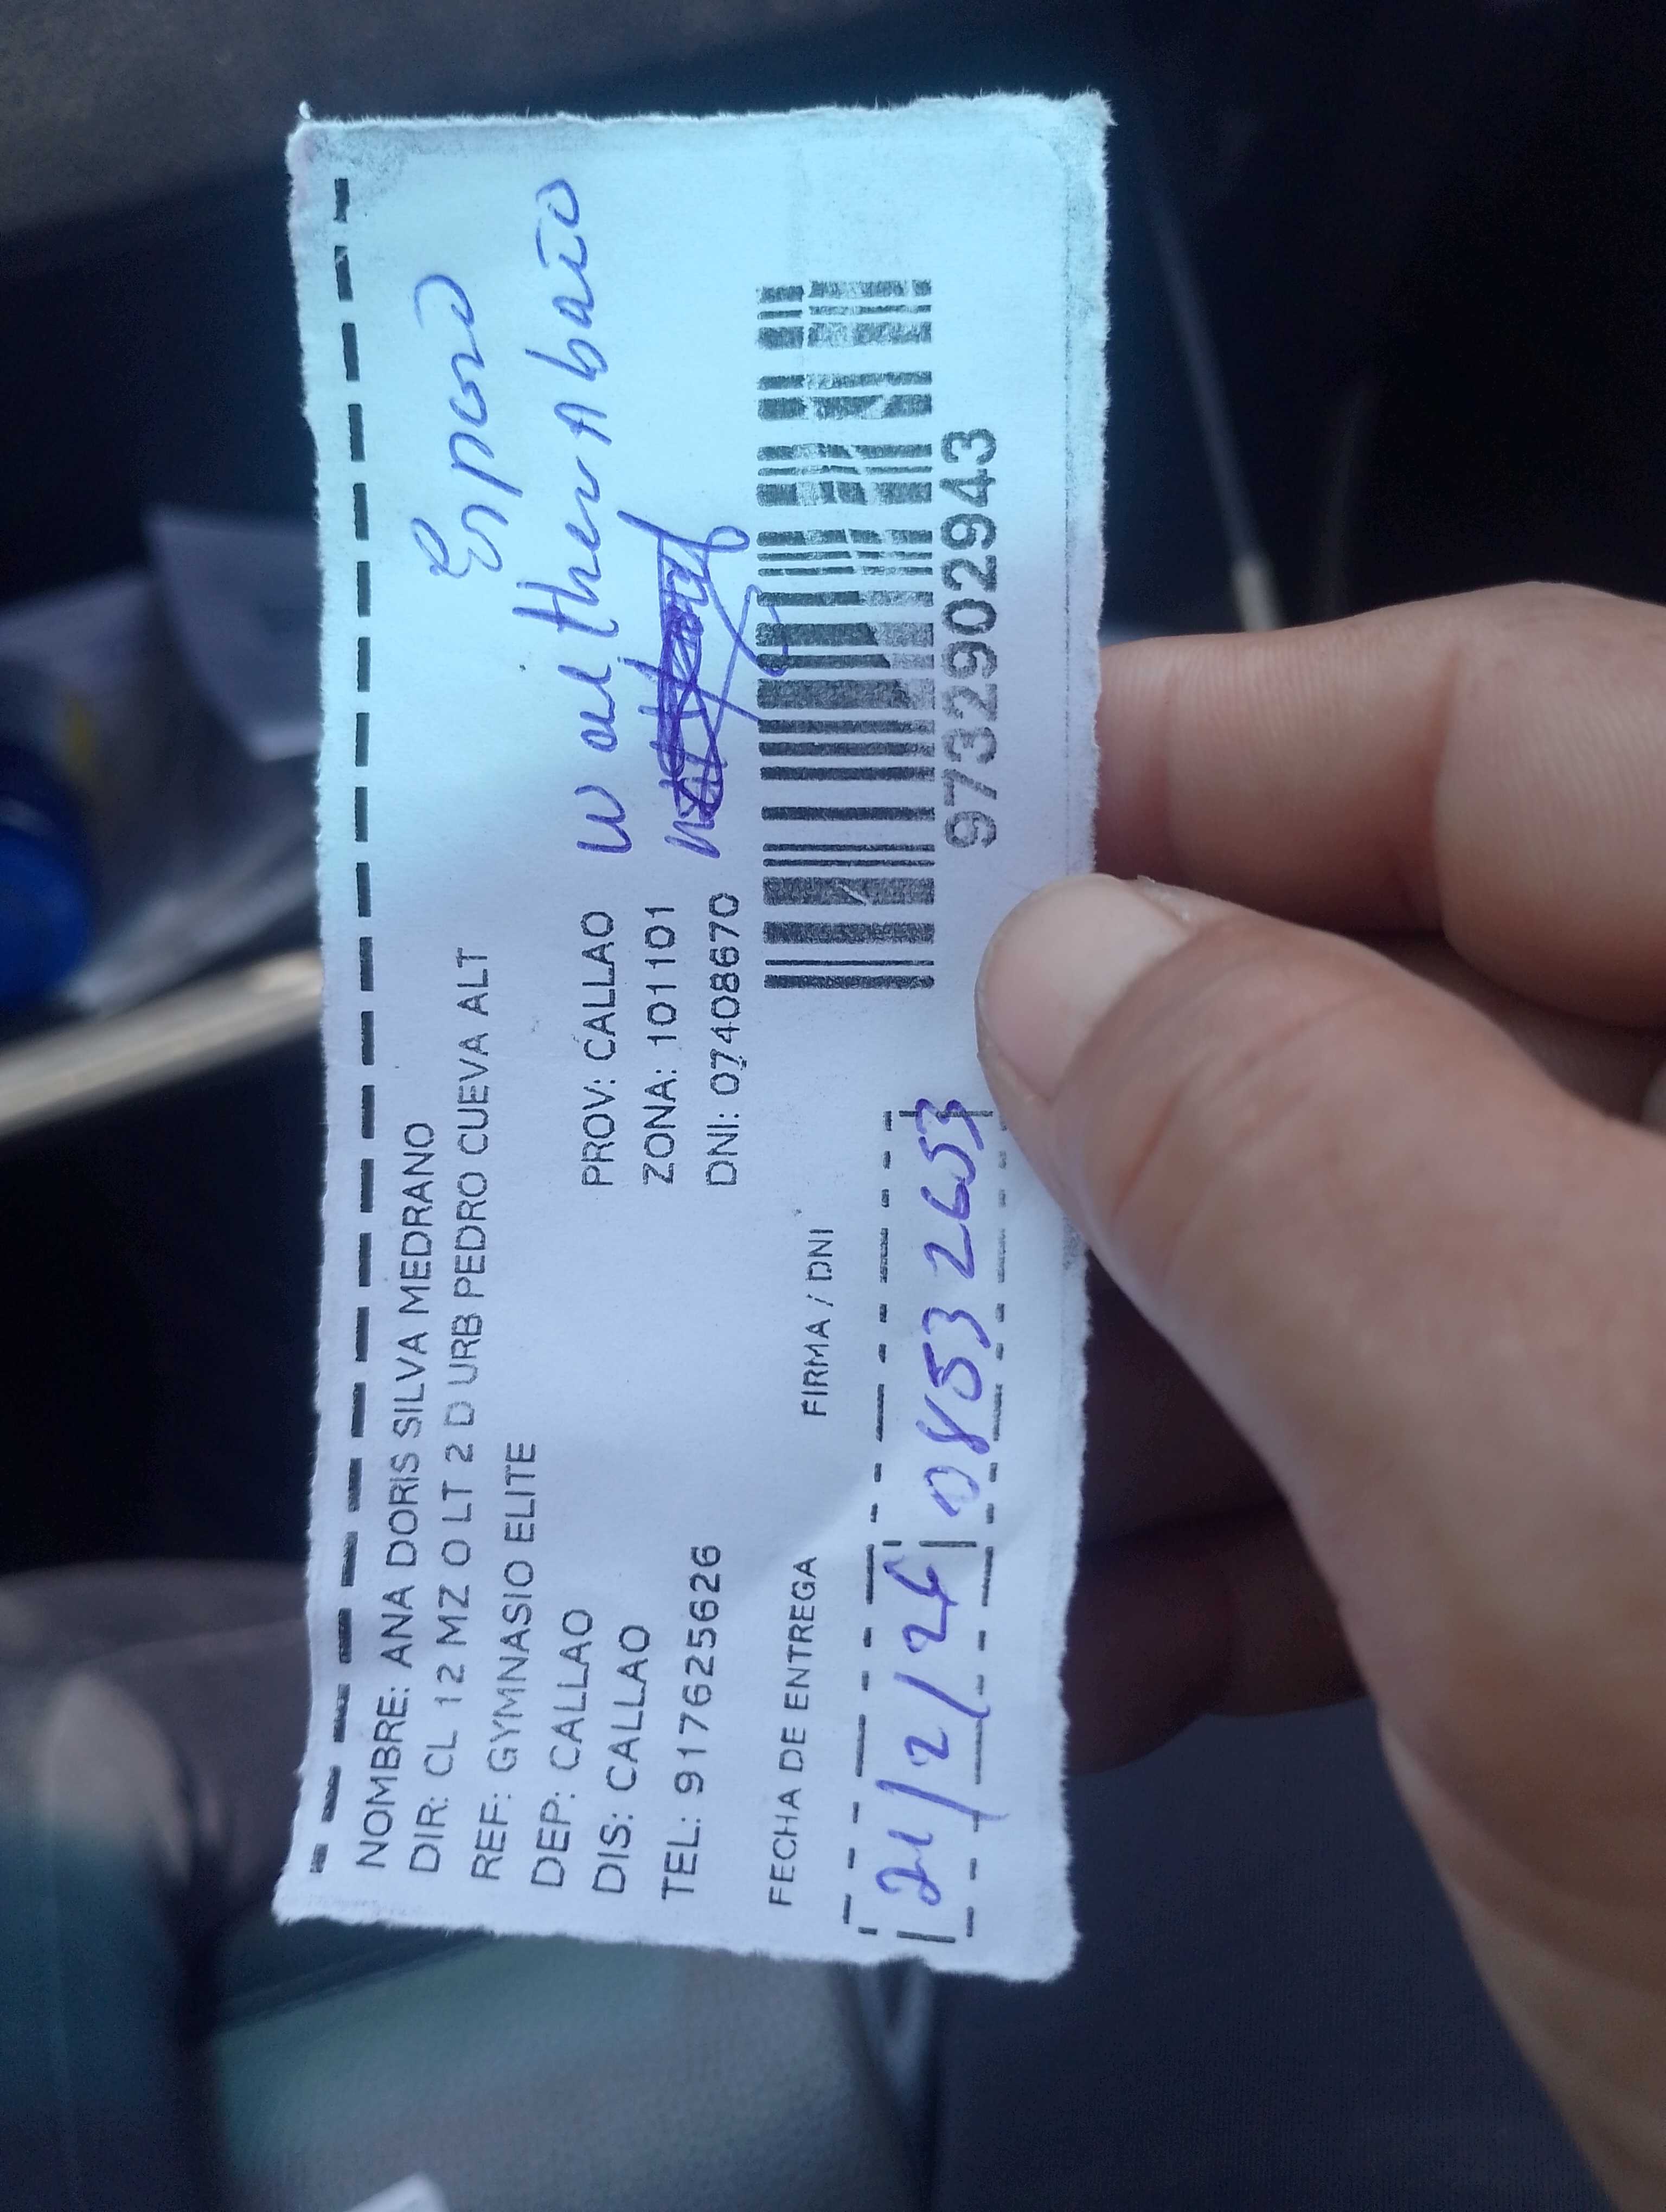 NOMBRE: ANA DORIS SILVA MEDRANO
DIR: CL 12 MZ O LT 2 D URB PEDRO CUEVA ALT
REF: GYMNASIO ELITE
Esposo
DEP: CALLAO
PROV: CALLAO
Walther Abaío
DIS: CALLAO
ZONA: 101101
TEL: 917625626
DNI: 07408670
FECHA DE ENTREGA
FIRMA / DNI
21/2/24
08532653
9732902943